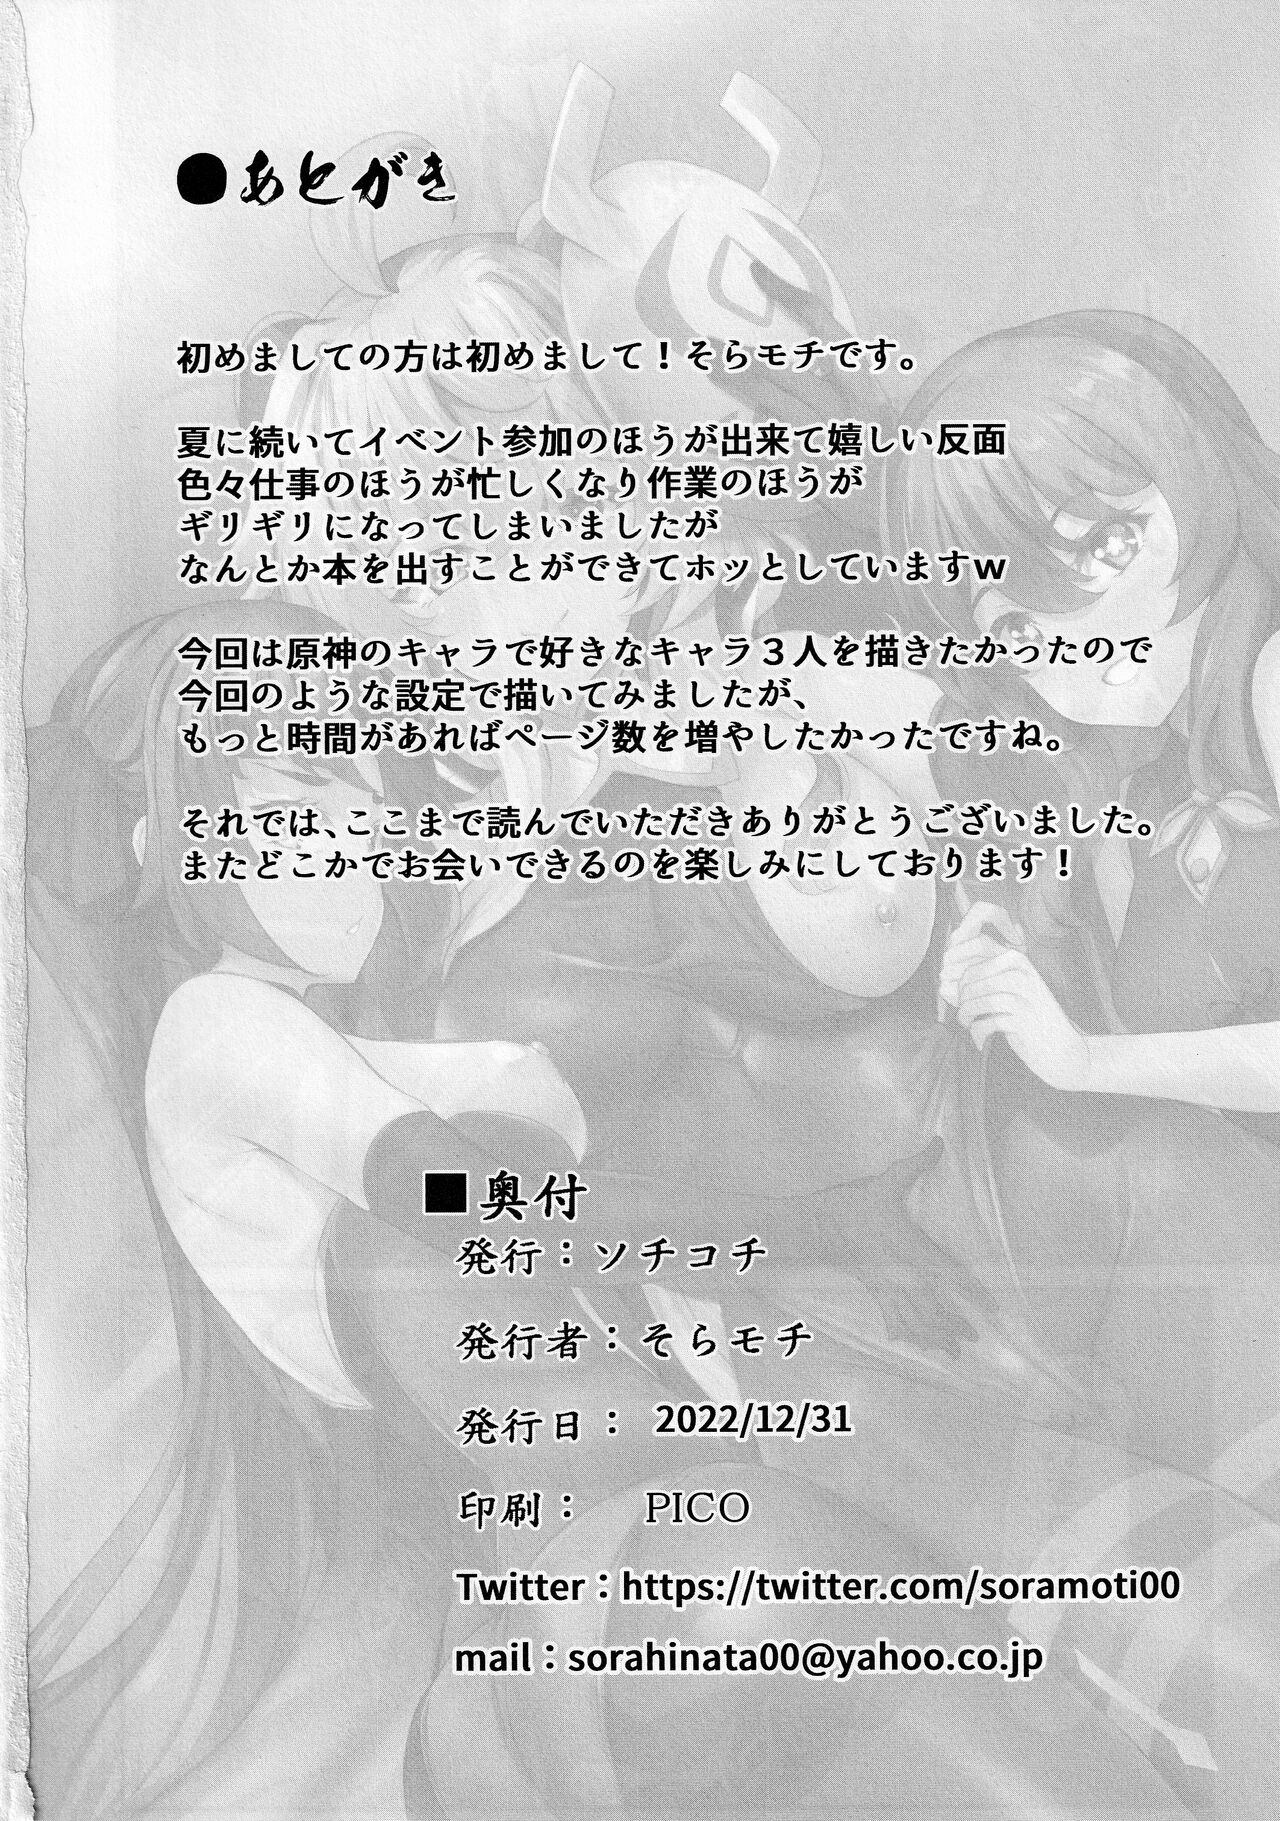 ●あとがき
初めましての方は初めまして！そらモチです。
夏に続いてイベント参加のほうが出来て嬉しい反面
色々仕事のほうが忙しくなり作業のほうが
ギリギリになってしまいましたが
なんとか本を出すことができてホッとしていますｗ
今回は原神のキャラで好きなキャラ３人を描きたかったので
今回のような設定で描いてみましたが、
もっと時間があればページ数を増やしたかったですね。
それでは、ここまで読んでいただきありがとうございました。
またどこかでお会いできるのを楽しみにしております！
■奥付
発行：ソチコチ
発行者：そらモチ
発行日： 2022/12/31
印刷： PICO
Twitter：https://twitter.com/soramoti00
mail：sorahinata00@yahoo.co.jp